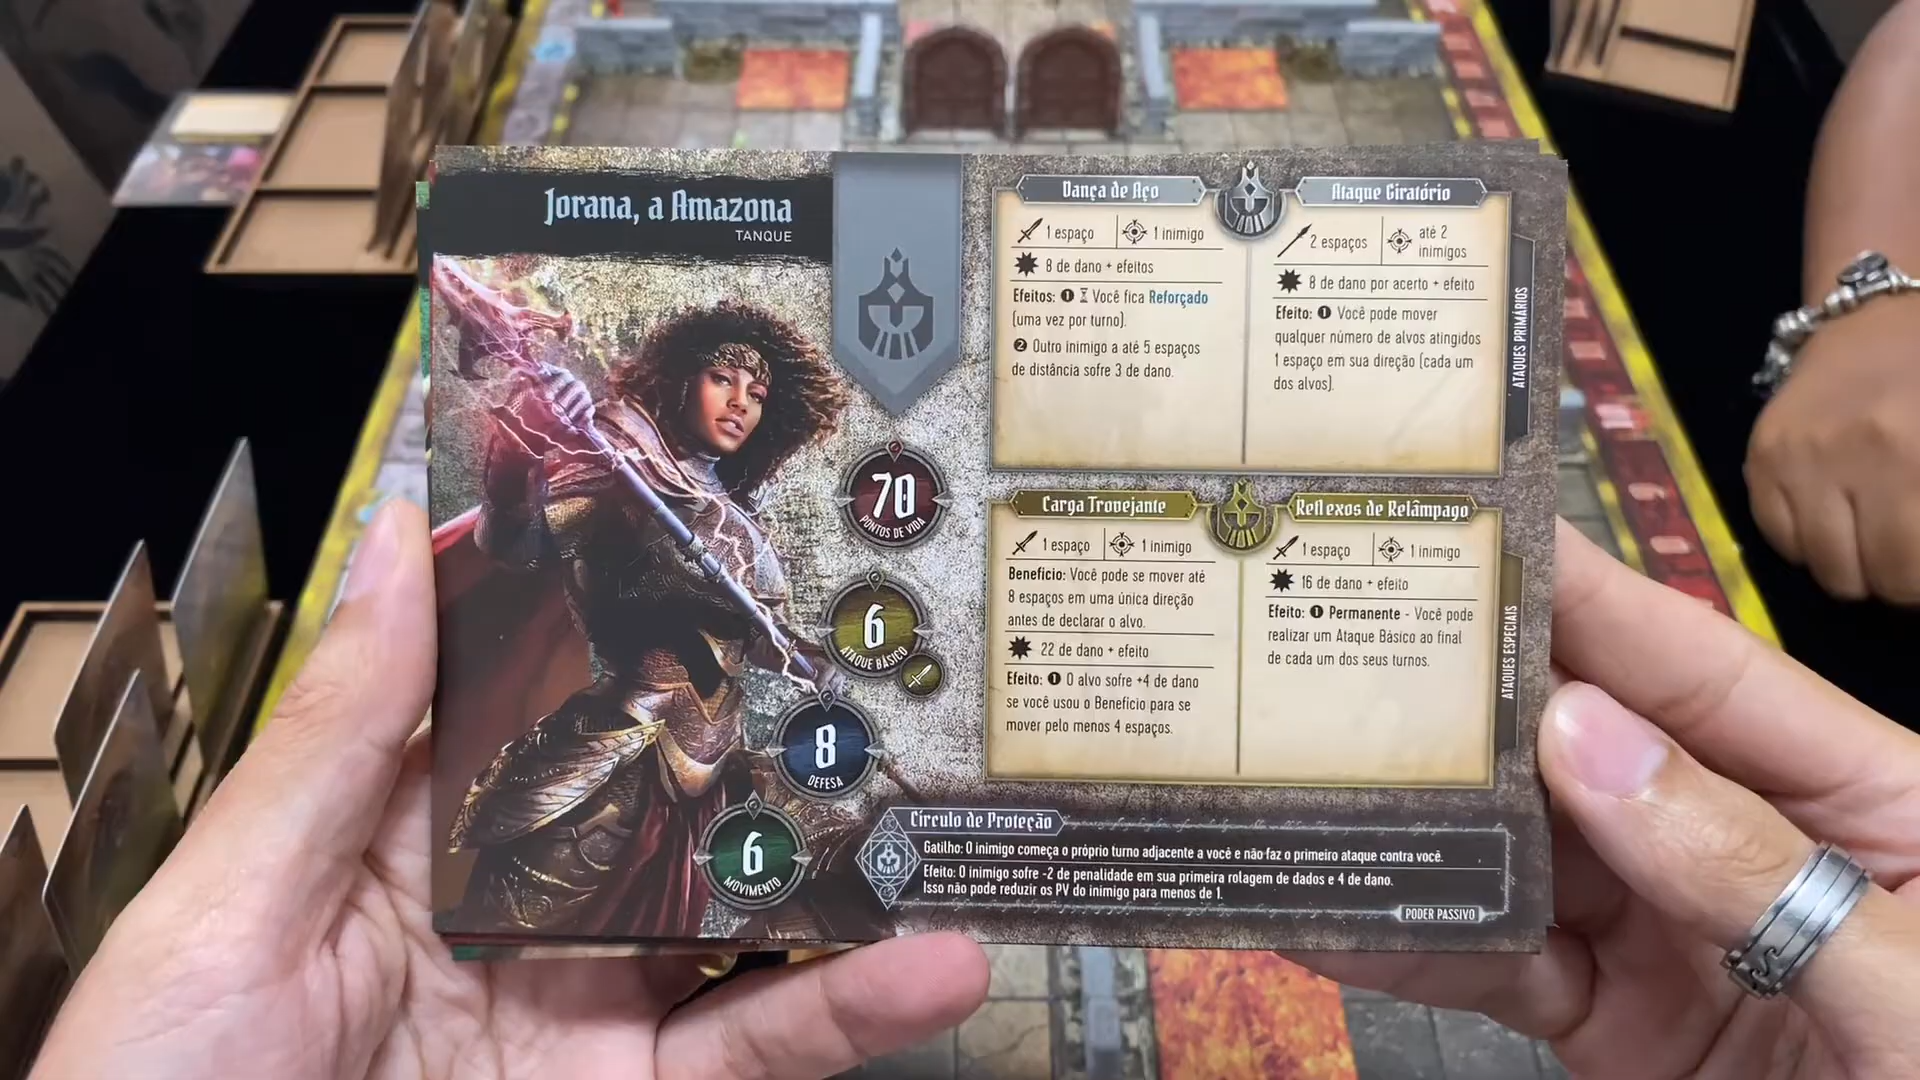 Jorana, a Amazona
TANQUE
70
PONTOS DE VIDA
6
ATAQUE BÁSICO
8
DEFESA
6
MOVIMENTO
Dança de Aço
1 espaço
1 inimigo
8 de dano + efeitos
Efeitos: ❶ Você fica Reforçado
(uma vez por turno).
❷ Outro inimigo a até 5 espaços
de distância sofre 3 de dano.
Ataque Giratório
2 espaços
até 2
inimigos
8 de dano por acerto + efeito
Efeito: ❶ Você pode mover
qualquer número de alvos atingidos
1 espaço em sua direção (cada um
dos alvos).
ATAQUES PRIMÁRIOS
Carga Trovejante
1 espaço
1 inimigo
Benefício: Você pode se mover até
8 espaços em uma única direção
antes de declarar o alvo.
22 de dano + efeito
Efeito: ❶ O alvo sofre +4 de dano
se você usou o Benefício para se
mover pelo menos 4 espaços.
Reflexos de Relâmpago
1 espaço
1 inimigo
16 de dano + efeito
Efeito: ❶ Permanente - Você pode
realizar um Ataque Básico ao final
de cada um dos seus turnos.
ATAQUES ESPECIAIS
Círculo de Proteção
Gatilho: O inimigo começa o próprio turno adjacente a você e não faz o primeiro ataque contra você.
Efeito: O inimigo sofre -2 de penalidade em sua primeira rolagem de dados e 4 de dano.
Isso não pode reduzir os PV do inimigo para menos de 1.
PODER PASSIVO